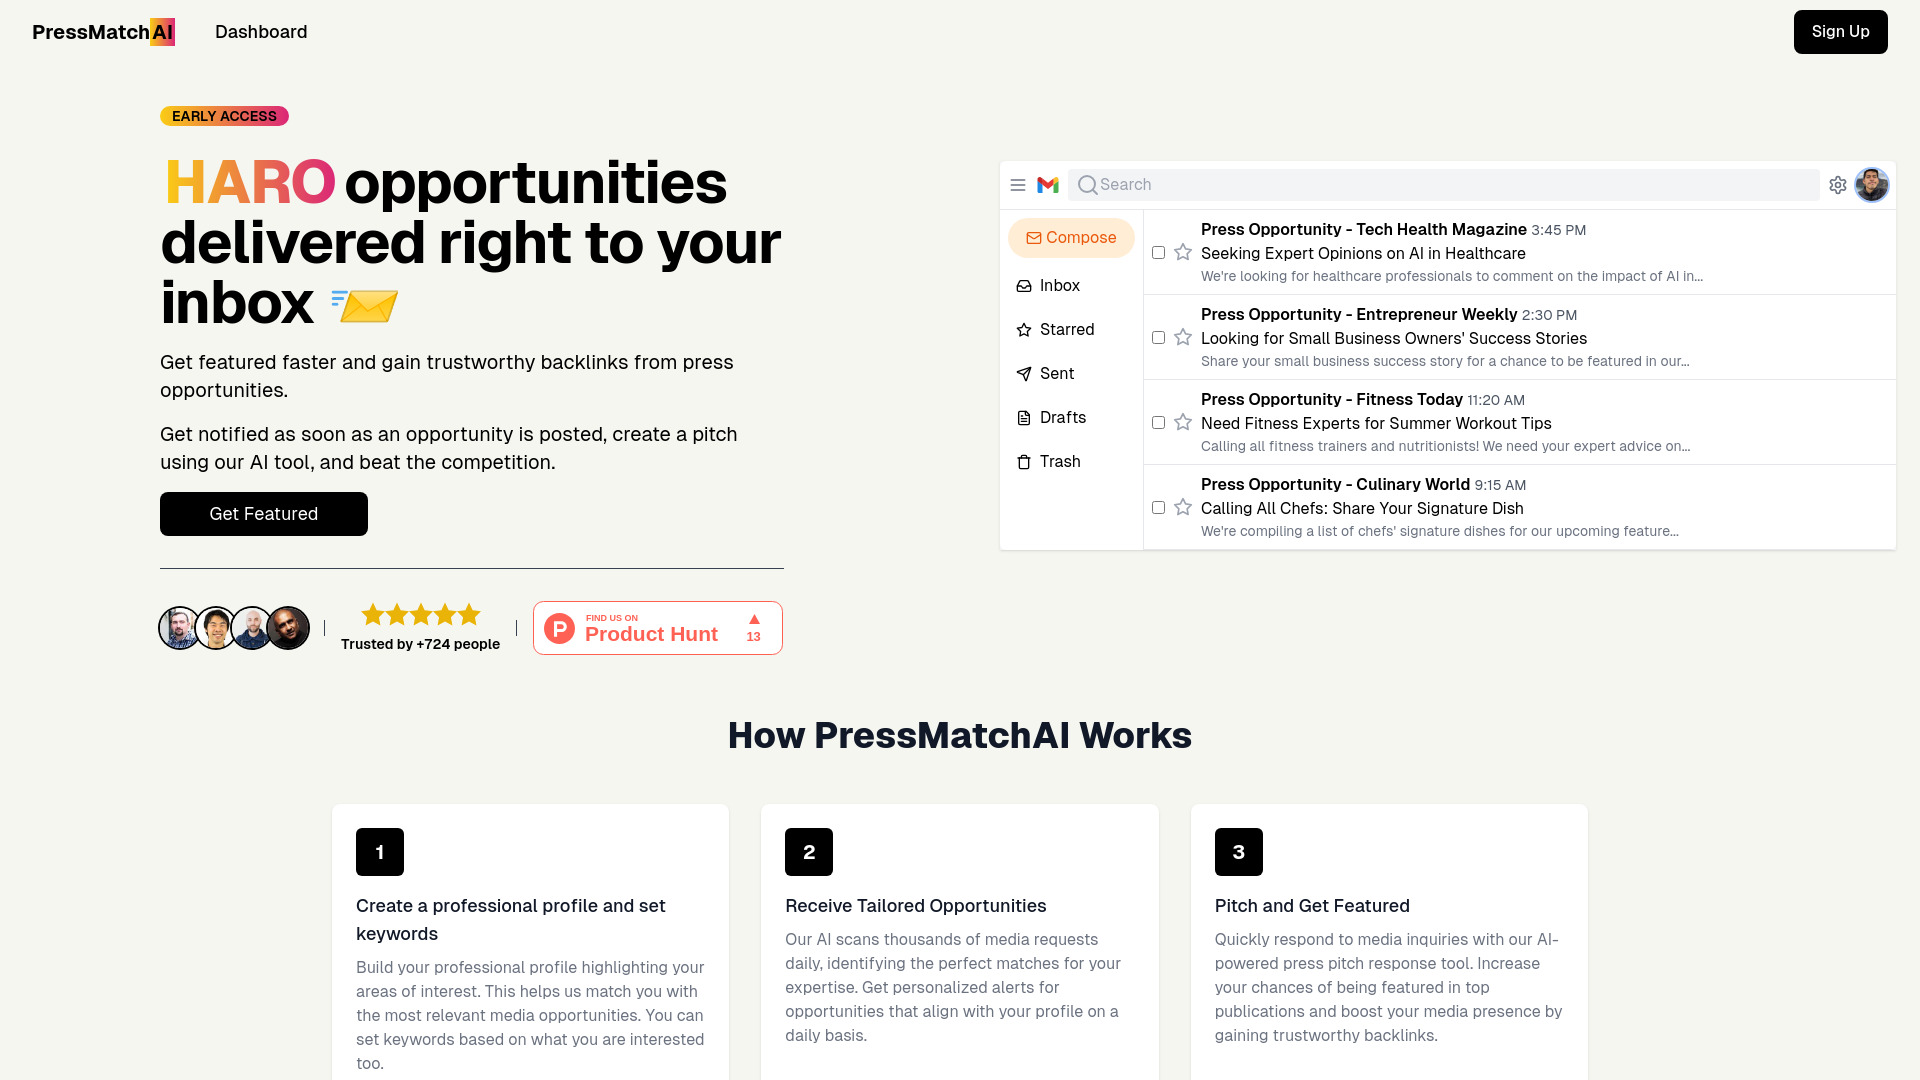 PressMatchAI
Dashboard
Sign Up
EARLY ACCESS
HARO opportunities
delivered right to your
inbox
Get featured faster and gain trustworthy backlinks from press
opportunities.
Get notified as soon as an opportunity is posted, create a pitch
using our AI tool, and beat the competition.
Get Featured
Trusted by +724 people
P
FIND US ON
Product Hunt
13
Search
Compose
Inbox
Starred
Sent
Drafts
Trash
Press Opportunity - Tech Health Magazine 3:45 PM
Seeking Expert Opinions on AI in Healthcare
We're looking for healthcare professionals to comment on the impact of AI in...
Press Opportunity - Entrepreneur Weekly 2:30 PM
Looking for Small Business Owners' Success Stories
Share your small business success story for a chance to be featured in our...
Press Opportunity - Fitness Today 11:20 AM
Need Fitness Experts for Summer Workout Tips
Calling all fitness trainers and nutritionists! We need your expert advice on...
Press Opportunity - Culinary World 9:15 AM
Calling All Chefs: Share Your Signature Dish
We're compiling a list of chefs' signature dishes for our upcoming feature...
How PressMatchAI Works
1
Create a professional profile and set
keywords
Build your professional profile highlighting your
areas of interest. This helps us match you with
the most relevant media opportunities. You can
set keywords based on what you are interested
too.
2
Receive Tailored Opportunities
Our AI scans thousands of media requests
daily, identifying the perfect matches for your
expertise. Get personalized alerts for
opportunities that align with your profile on a
daily basis.
3
Pitch and Get Featured
Quickly respond to media inquiries with our AI-
powered press pitch response tool. Increase
your chances of being featured in top
publications and boost your media presence by
gaining trustworthy backlinks.